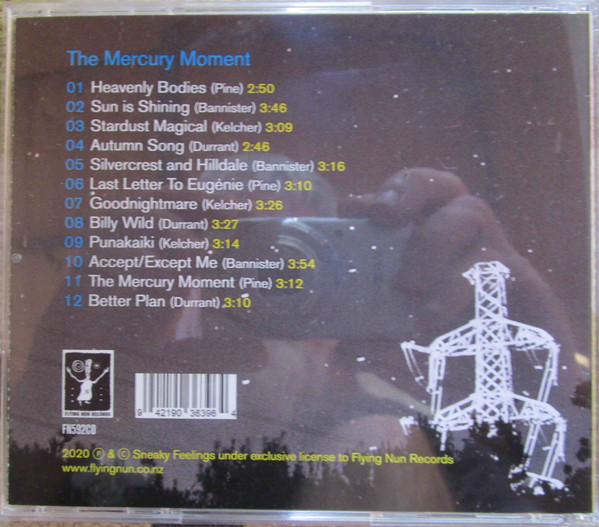 The Mercury Moment
01 Heavenly Bodies (Pine) 2:50
02 Sun is Shining (Bannister) 3:46
03 Stardust Magical (Kelcher) 3:09
04 Autumn Song (Durrant) 2:46
05 Silvercrest and Hilldale (Bannister) 3:16
06 Last Letter To Eugénie (Pine) 3:10
07 Goodnightmare (Kelcher) 3:26
08 Billy Wild (Durrant) 3:27
09 Punakaiki (Kelcher) 3:14
10 Accept/Except Me (Bannister) 3:54
11 The Mercury Moment (Pine) 3:12
12 Better Plan (Durrant) 3:10
FLYING NUN RECORDS
FN592CD
9 421903 63964
2020 ℗ & © Sneaky Feelings under exclusive license to Flying Nun Records
www.flyingnun.co.nz